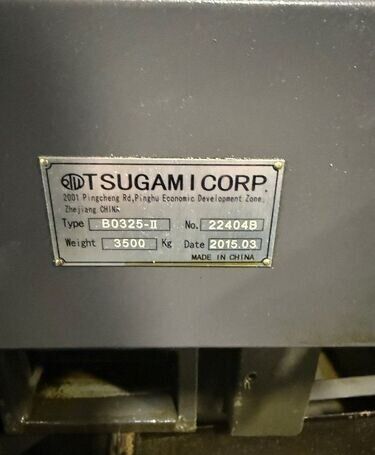 TSUGAMI CORP.
2001 Pingcheng Rd,Pinghu Economic Development Zone,
Zhejiang CHINA
Type B0325-II No. 22404B
Weight 3500 Kg Date 2015.03
MADE IN CHINA